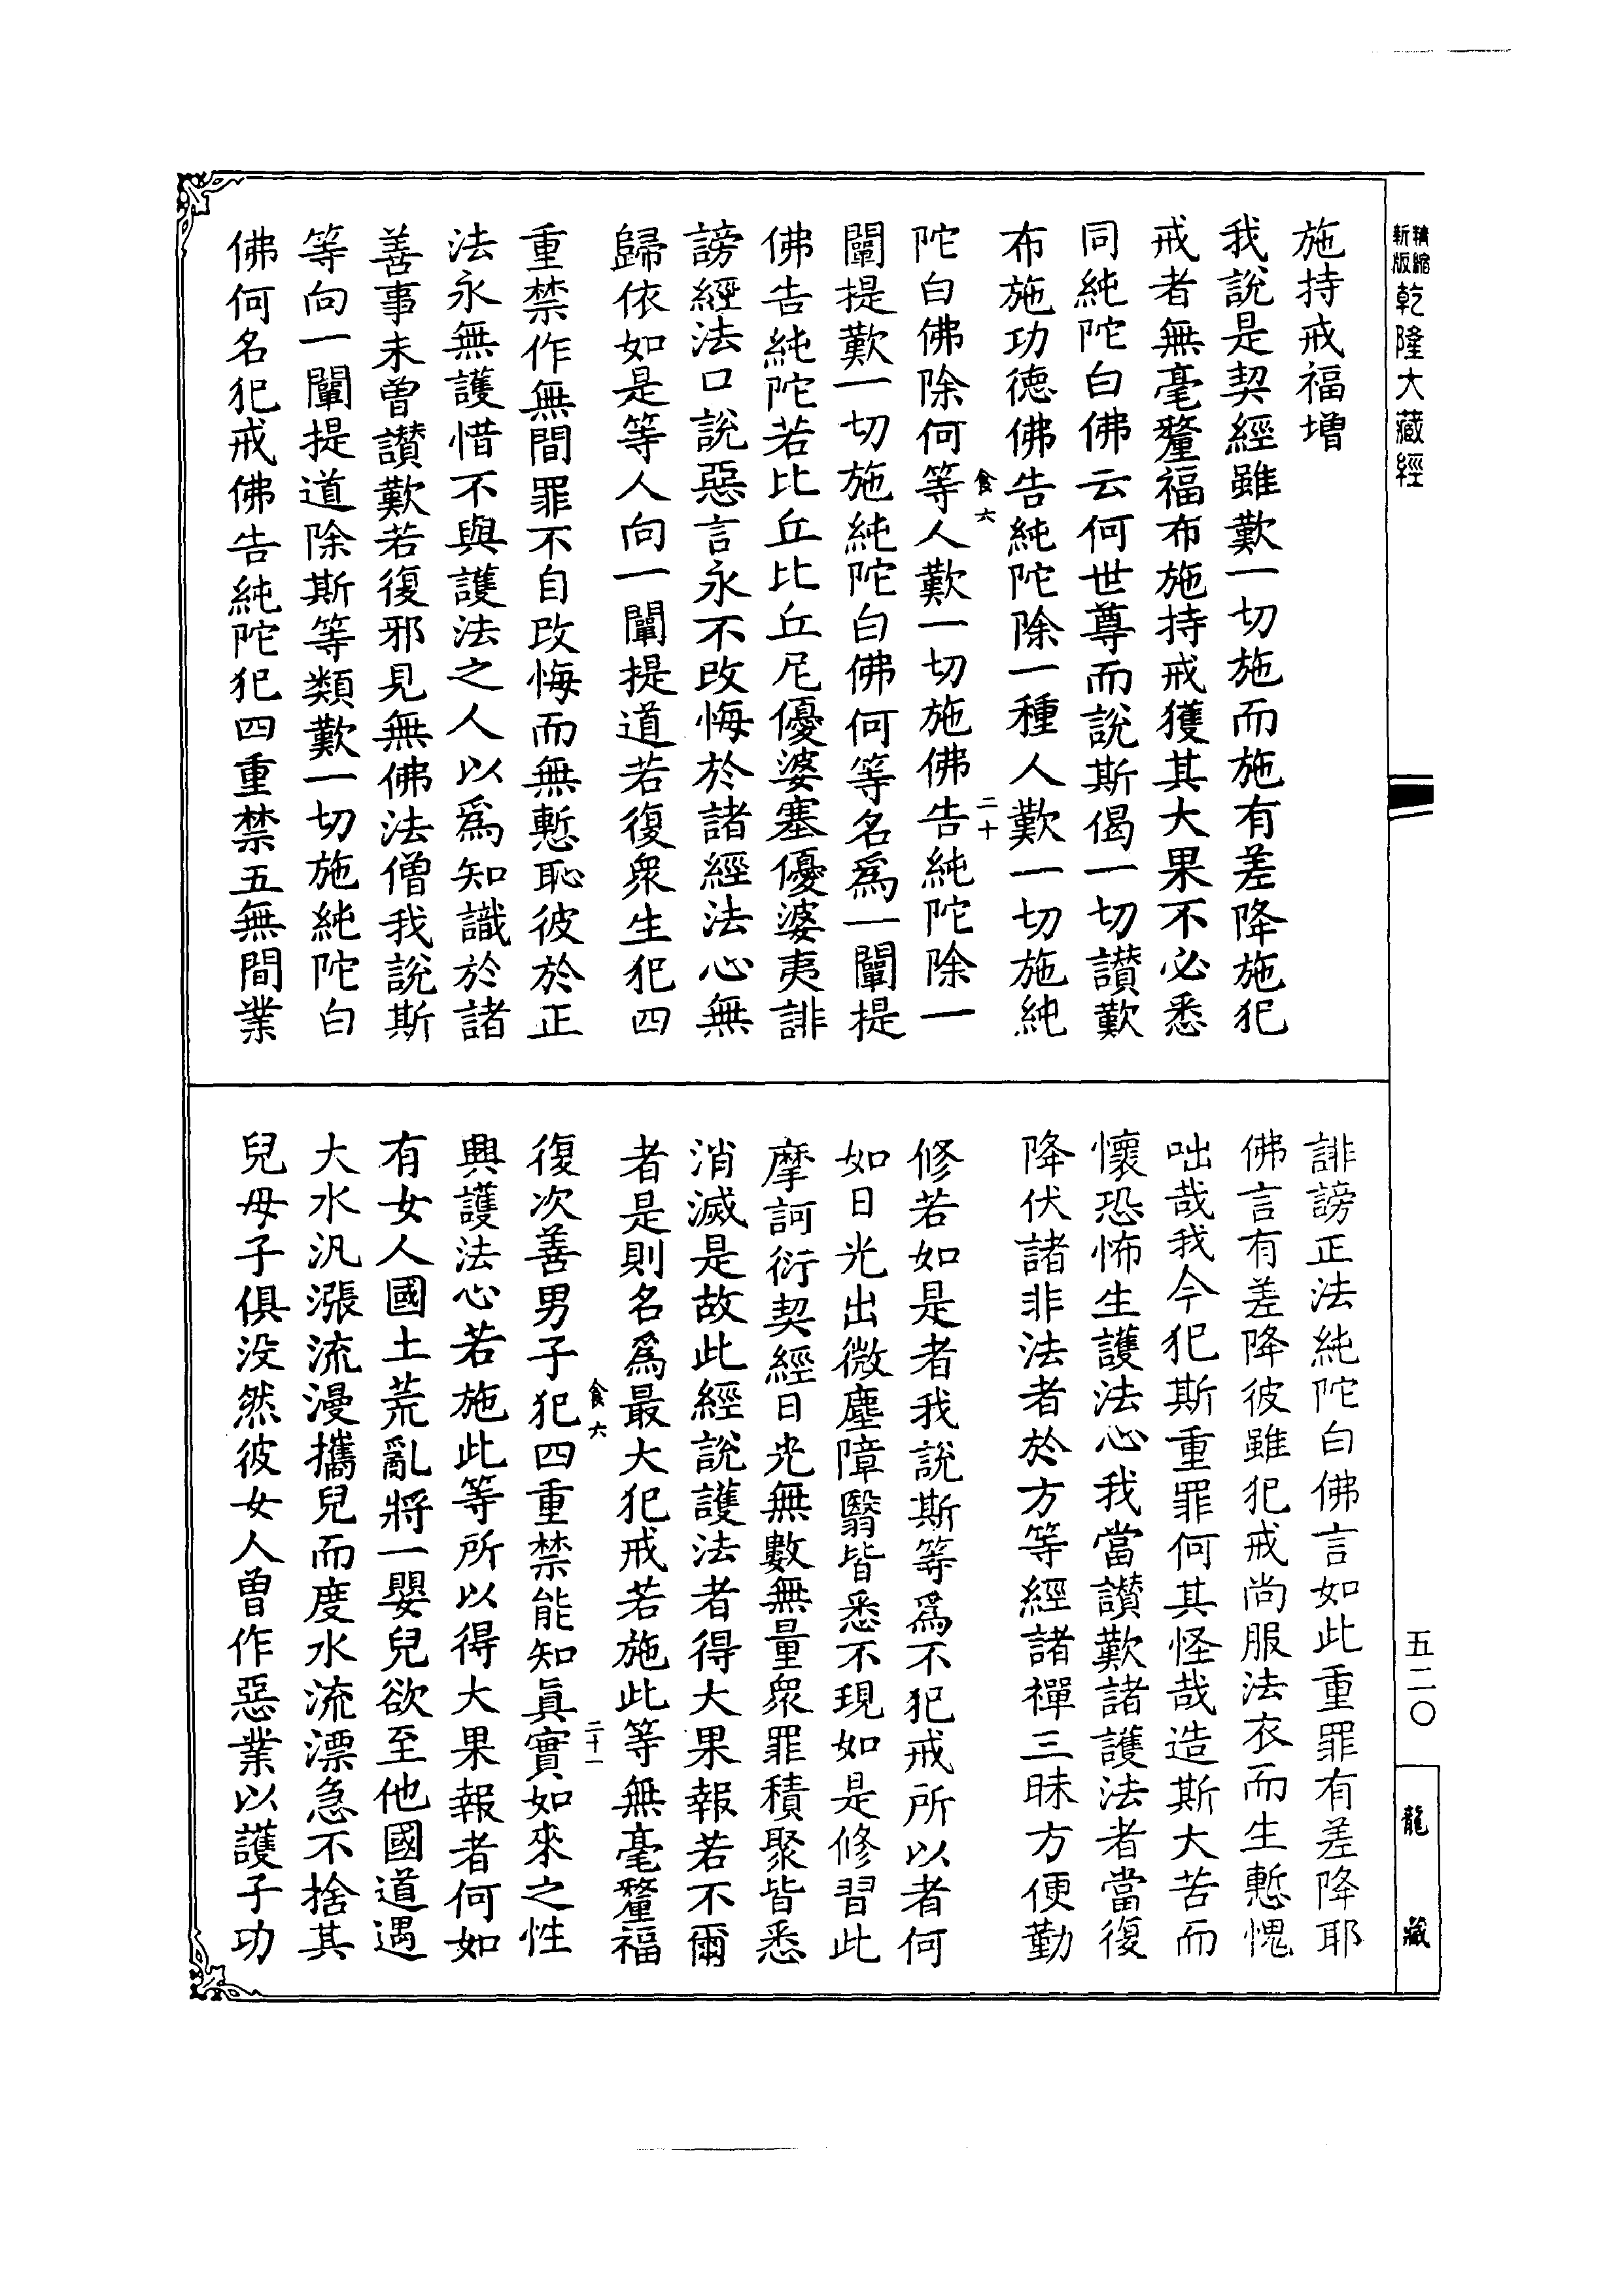 精縮新版乾隆大藏經
施持戒福增
我說是契經雖歎一切施而施有差降施犯
戒者無毫釐福布施持戒獲其大果不必悉
同純陀白佛云何世尊而說斯偈一切讚歎
布施功德佛告純陀除一種人歎一切施純
食六
二十
陀白佛除何等人歎一切施佛告純陀除一
闡提歎一切施純陀白佛何等名爲一闡提
佛告純陀若比丘比丘尼優婆塞優婆夷誹
謗經法口說惡言永不改悔於諸經法心無
歸依如是等人向一闡提道若復衆生犯四
重禁作無間罪不自改悔而無慙恥彼於正
法永無護惜不與護法之人以爲知識於諸
善事未曾讚歎若復邪見無佛法僧我說斯
等向一闡提道除斯等類歎一切施純陀白
佛何名犯戒佛告純陀犯四重禁五無間業
誹謗正法純陀白佛言如此重罪有差降耶
佛言有差降彼雖犯戒尚服法衣而生慙愧
咄哉我今犯斯重罪何其怪哉造斯大苦而
懷恐怖生護法心我當讚歎諸護法者當復
降伏諸非法者於方等經諸禪三昧方便勤
修若如是者我說斯等爲不犯戒所以者何
如日光出微塵障翳皆悉不現如是修習此
摩訶衍契經日光無數無量衆罪積聚皆悉
消滅是故此經說護法者得大果報若不爾
者是則名爲最大犯戒若施此等無毫釐福
食六
二十一
復次善男子犯四重禁能知眞實如來之性
興護法心若施此等所以得大果報者何如
有女人國土荒亂將一嬰兒欲至他國道遇
大水汎漲流漫攜兒而度水流漂急不捨其
兒母子俱没然彼女人曾作惡業以護子功
五二〇
龍藏